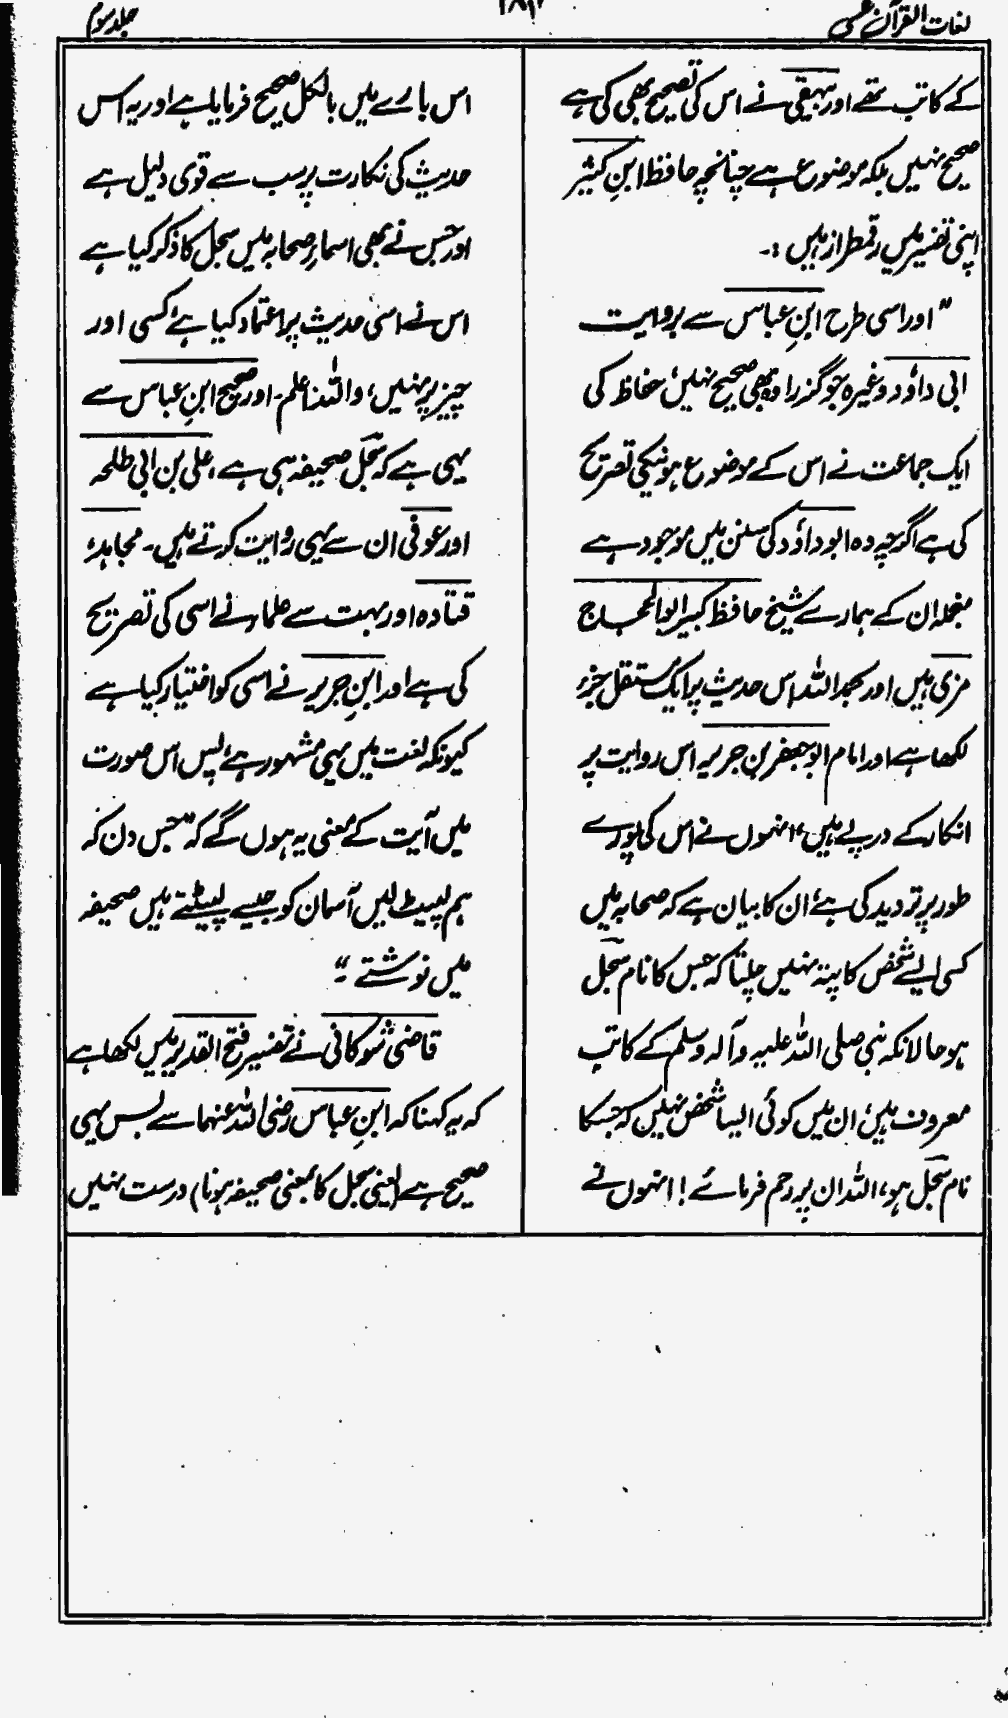 لغات القرآن
جلد سوم
کے کاتب تھے اور بیہقی نے اس کی تصحیح بھی کی ہے
صحیح نہیں بلکہ موضوع ہے چنانچہ حافظ ابنِ کثیر
اپنی تفسیر میں رقمطراز ہیں :۔
" اور اسی طرح ابنِ عباس سے بروایت
ابی داؤد وغیرہ جو گزرا وہ بھی صحیح نہیں، حفاظ کی
ایک جماعت نے اس کے موضوع ہونیکی تصریح
کی ہے اگرچہ وہ ابوداؤد کی سنن میں موجود ہے
منجملہ ان کے ہمارے شیخ حافظ کبیر ابوالحجاج
مزی ہیں اور بحمد اللہ اس حدیث پر ایک مستقل جزء
لکھا ہے اور امام ابوجعفر بن جریر اس روایت پر
انکار کے درپے ہیں، انہوں نے اس کی پورے
طور پر تردید کی ہے، ان کا بیان ہے کہ صحابہ میں
کسی ایسے شخص کا پتہ نہیں چلتا کہ جس کا نام سجل
ہو حالانکہ نبی صلی اللہ علیہ وآلہ وسلم کے کاتب
معروف ہیں، ان میں کوئی ایسا شخص نہیں کہ جسکا
نام سجل ہو، اللہ ان پر رحم فرمائے! انہوں نے
اس بارے میں بالکل صحیح فرمایا ہے اور یہ اس
حدیث کی نکارت پر سب سے قوی دلیل ہے
اور جس نے بھی اسماءِ صحابہ میں سجل کا ذکر کیا ہے
اس نے اسی حدیث پر اعتماد کیا ہے، کسی اور
چیز پر نہیں، واللہ اعلم۔ اور صحیح ابنِ عباس سے
یہی ہے کہ سجل صحیفہ ہی ہے، علی بن ابی طلحہ
اور عوفی ان سے یہی روایت کرتے ہیں۔ مجاہد،
قتادہ اور بہت سے علماء نے اسی کی تصریح
کی ہے اور ابنِ جریر نے اسی کو اختیار کیا ہے
کیونکہ لغت میں یہی مشہور ہے، پس اس صورت
میں آیت کے معنی یہ ہوں گے کہ "جس دن کہ
ہم لپیٹ لیں آسمان کو جیسے لپیٹتے ہیں صحیفہ
میں نوشتے ۔"
قاضی شوکانی نے تفسیر فتح القدیر میں لکھا ہے
کہ یہ کہنا کہ ابنِ عباس رضی اللہ عنہما سے بس یہی
صحیح ہے (یعنی سجل کا بمعنی صحیفہ ہونا) درست نہیں